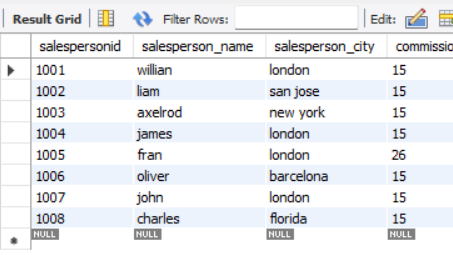 Result Grid Filter Rows: Edit:
salespersonid salesperson_name salesperson_city commissio
1001 willian london 15
1002 liam san jose 15
1003 axelrod new york 15
1004 james london 15
1005 fran london 26
1006 oliver barcelona 15
1007 john london 15
1008 charles florida 15
NULL NULL NULL NULL